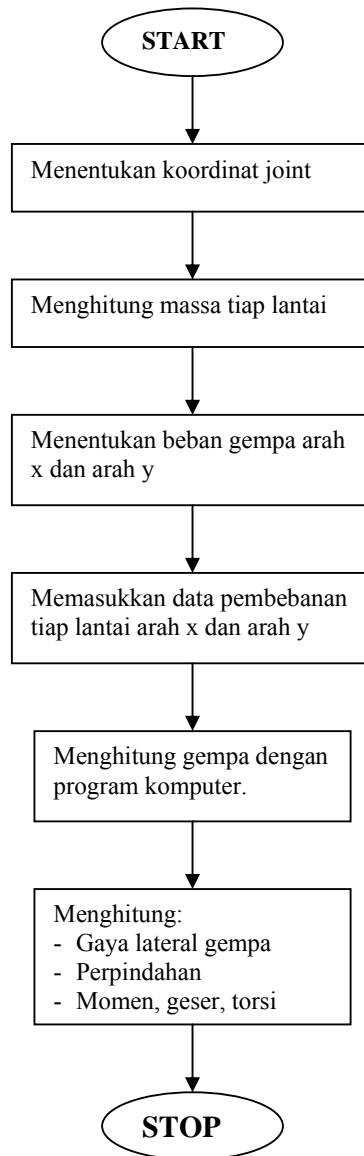 START
Menentukan koordinat joint
Menghitung massa tiap lantai
Menentukan beban gempa arah
x dan arah y
Memasukkan data pembebanan
tiap lantai arah x dan arah y
Menghitung gempa dengan
program komputer.
Menghitung:
- Gaya lateral gempa
- Perpindahan
- Momen, geser, torsi
STOP